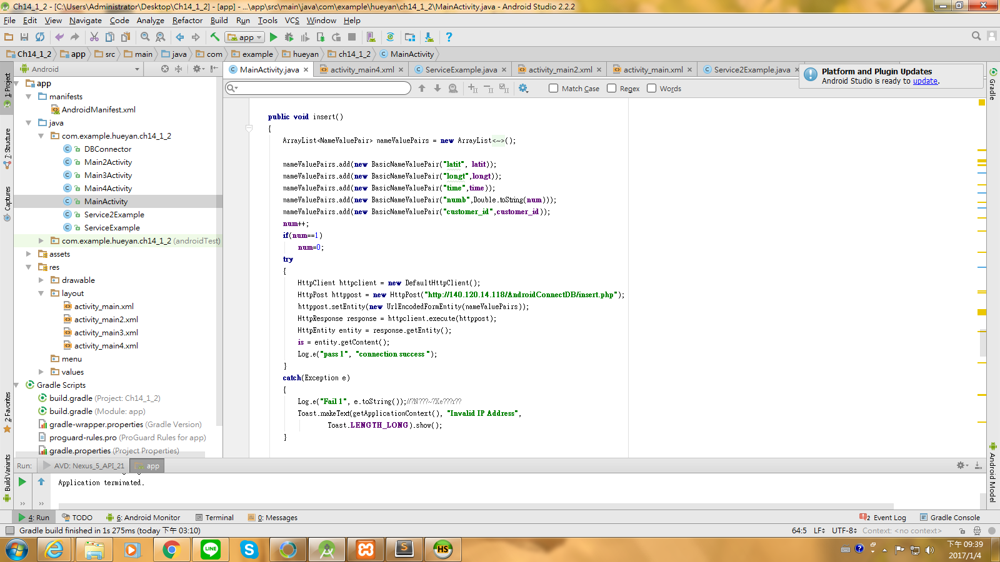 Ch14_1_2 - [C:\Users\Administrator\Desktop\Ch14_1_2] - [app] - ...\app\src\main\java\com\example\hueyan\ch14_1_2\MainActivity.java - Android Studio 2.2.2
File Edit View Navigate Code Analyze Refactor Build Run Tools VCS Window Help
app
Ch14_1_2 app src main java com example hueyan ch14_1_2 MainActivity
Android
MainActivity.java activity_main4.xml ServiceExample.java activity_main2.xml activity_main.xml Service2Example.java
Platform and Plugin Updates
Android Studio is ready to update.
Match Case Regex Words
1: Project
7: Structure
Captures
2: Favorites
Build Variants
Gradle
Android Model
app
manifests
AndroidManifest.xml
java
com.example.hueyan.ch14_1_2
DBConnector
Main2Activity
Main3Activity
Main4Activity
MainActivity
Service2Example
ServiceExample
com.example.hueyan.ch14_1_2 (androidTest)
assets
res
drawable
layout
activity_main.xml
activity_main2.xml
activity_main3.xml
activity_main4.xml
menu
values
Gradle Scripts
build.gradle (Project: Ch14_1_2)
build.gradle (Module: app)
gradle-wrapper.properties (Gradle Version)
proguard-rules.pro (ProGuard Rules for app)
gradle.properties (Project Properties)
public void insert()
{
ArrayList<NameValuePair> nameValuePairs = new ArrayList<~>();
nameValuePairs.add(new BasicNameValuePair("latit", latit));
nameValuePairs.add(new BasicNameValuePair("longt",longt));
nameValuePairs.add(new BasicNameValuePair("time",time));
nameValuePairs.add(new BasicNameValuePair("numb",Double.toString(num)));
nameValuePairs.add(new BasicNameValuePair("customer_id",customer_id));
num++;
if(num==1)
num=0;
try
{
HttpClient httpclient = new DefaultHttpClient();
HttpPost httppost = new HttpPost("http://140.120.14.118/AndroidConnectDB/insert.php");
httppost.setEntity(new UrlEncodedFormEntity(nameValuePairs));
HttpResponse response = httpclient.execute(httppost);
HttpEntity entity = response.getEntity();
is = entity.getContent();
Log.e("pass 1", "connection success ");
}
catch(Exception e)
{
Log.e("Fail 1", e.toString());//?N???~?Xe???r??
Toast.makeText(getApplicationContext(), "Invalid IP Address",
Toast.LENGTH_LONG).show();
}
Run: AVD: Nexus_5_API_21 app
Application terminated.
4: Run TODO 6: Android Monitor Terminal 0: Messages 2 Event Log Gradle Console
Gradle build finished in 1s 275ms (today 下午 03:10) 64:5 LF UTF-8 Context: <no context>
LINE
S
HS
下午 09:39
2017/1/4